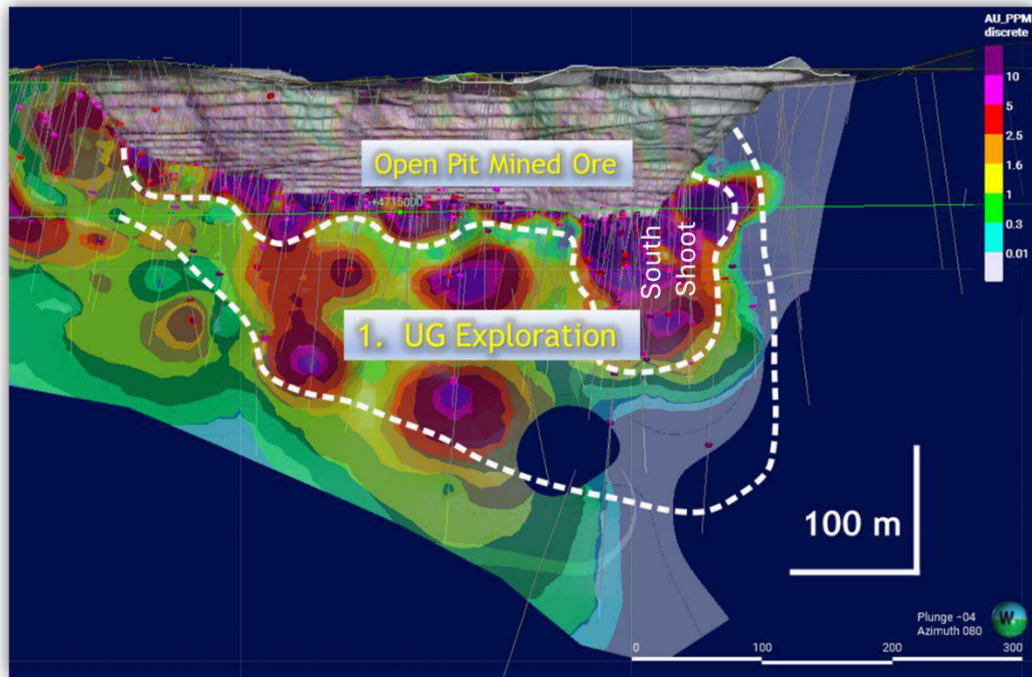 AU_PPM
discrete
10
5
2.5
1.6
1
0.3
0.01
Open Pit Mined Ore
+4715000
South
Shoot
1. UG Exploration
100 m
Plunge -04
Azimuth 080
W
0
100
200
300